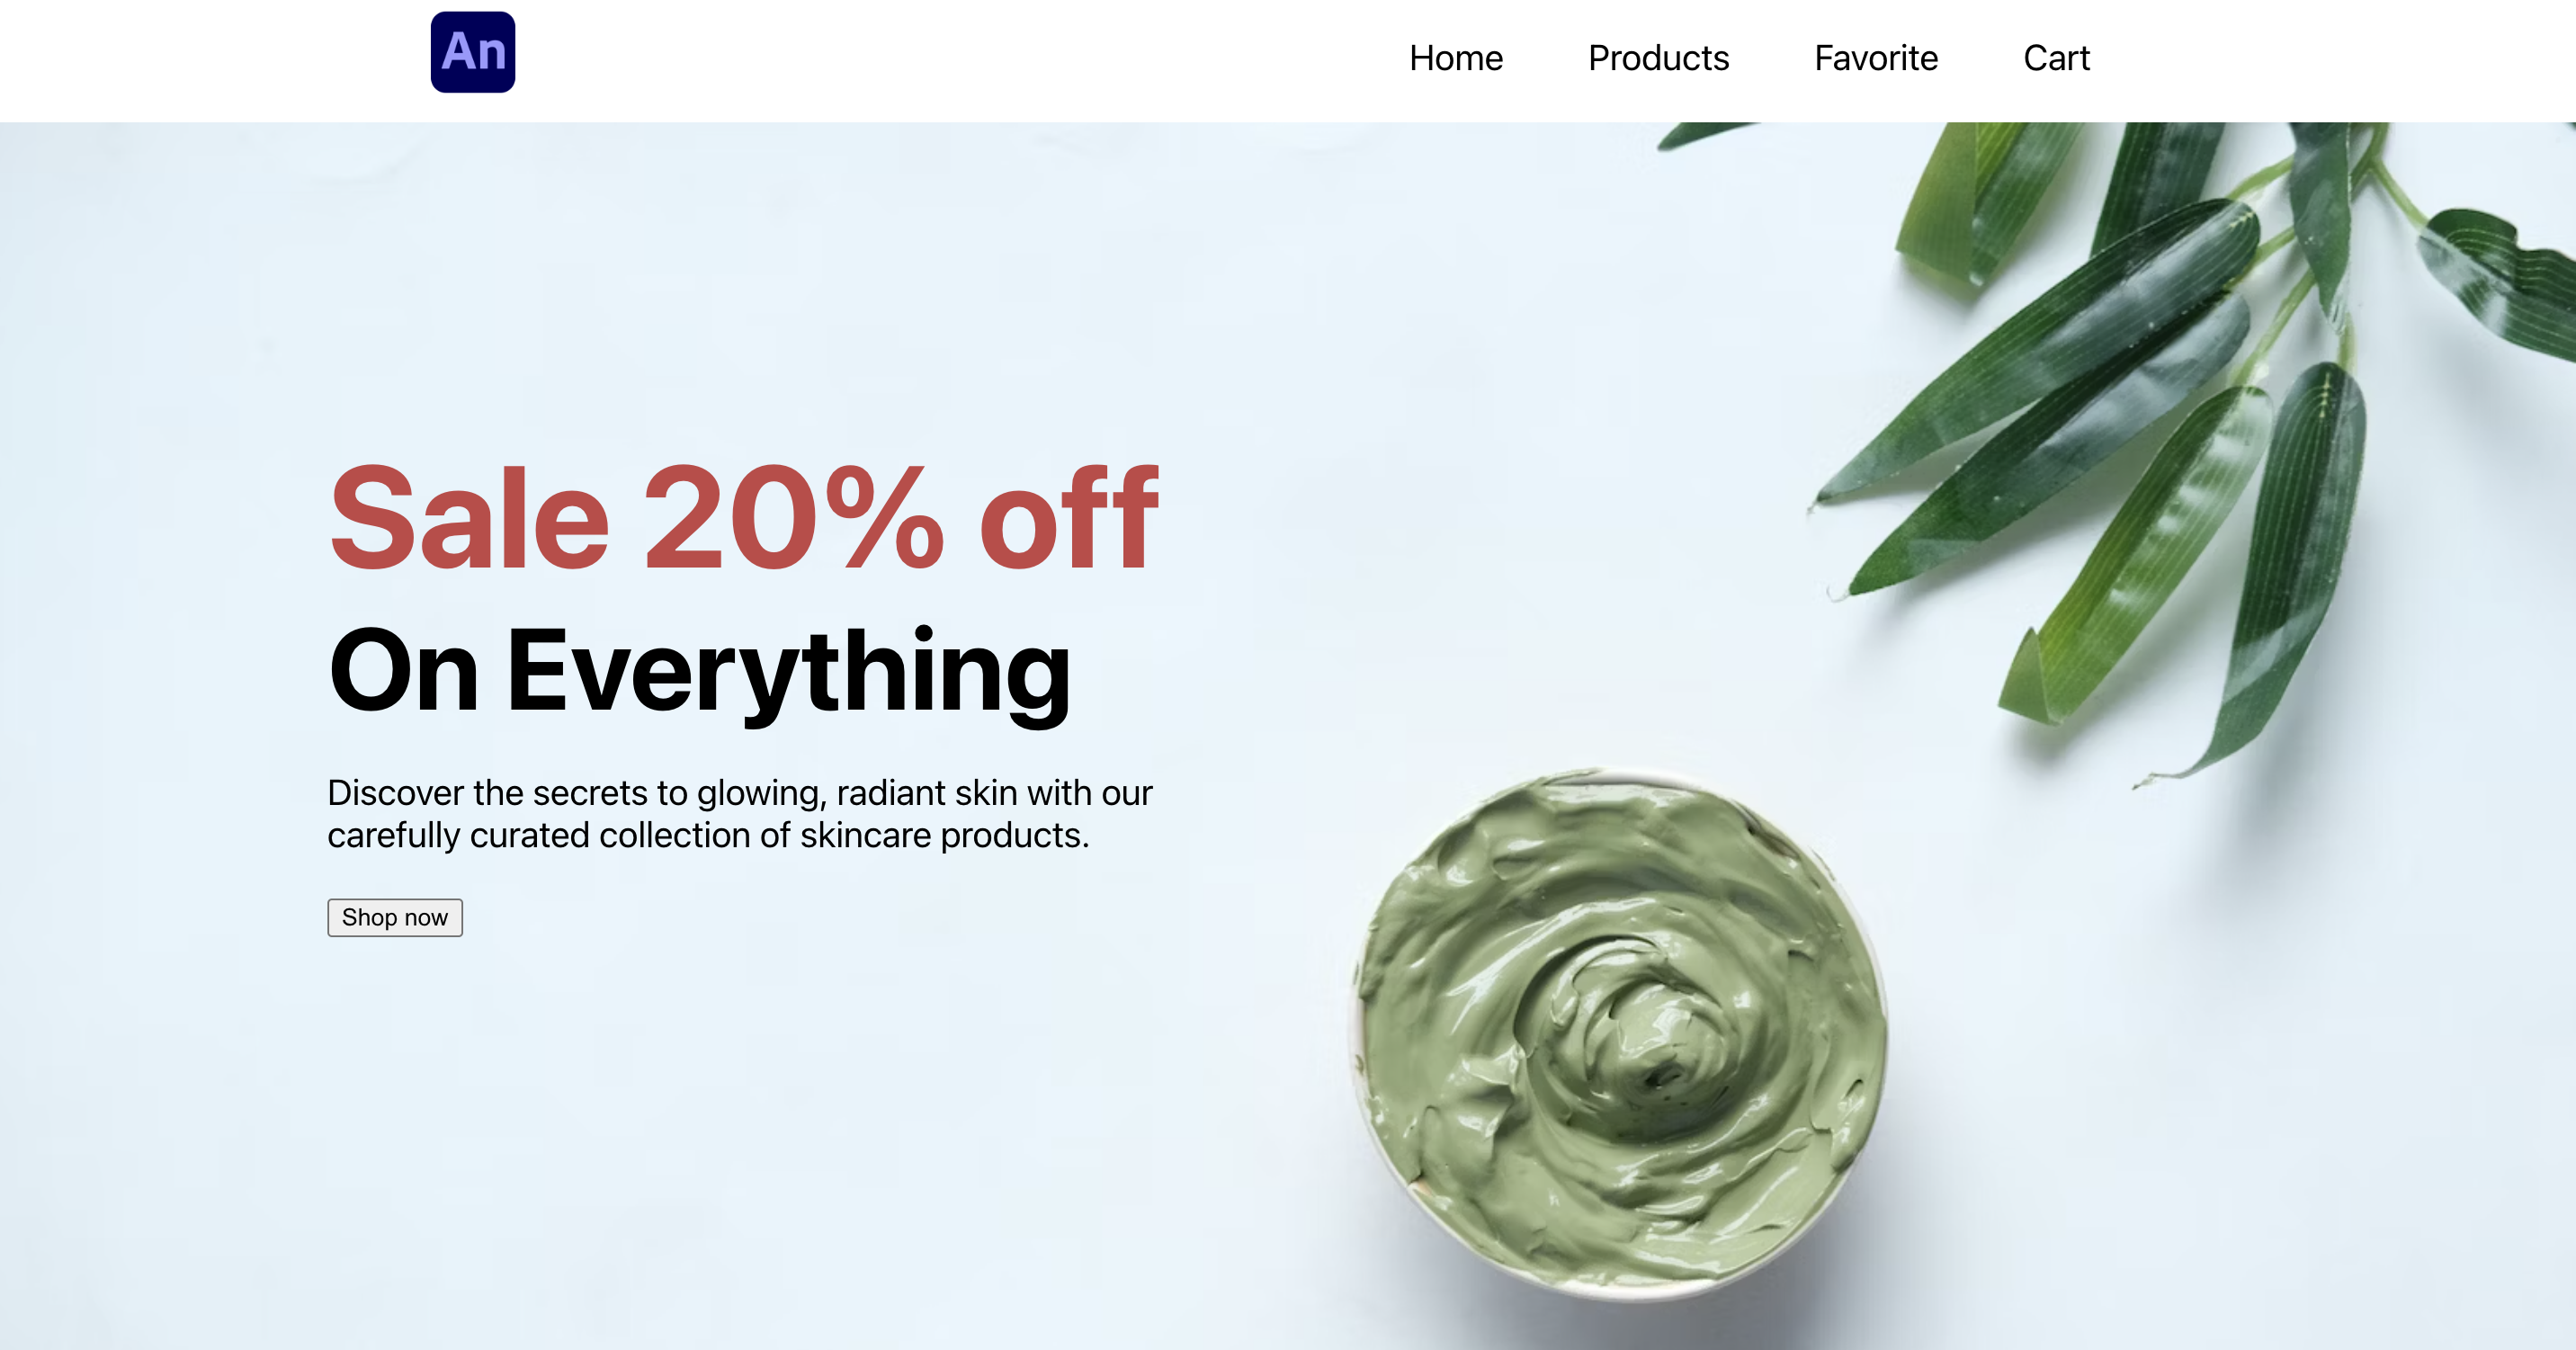 An
Home Products Favorite Cart
Sale 20% off
On Everything
Discover the secrets to glowing, radiant skin with our
carefully curated collection of skincare products.
Shop now